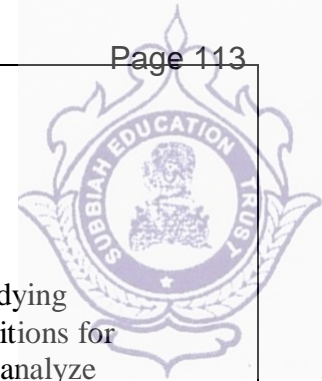 Page 113
SUBBIAH EDUCATION TRUST
dying
itions for
analyze